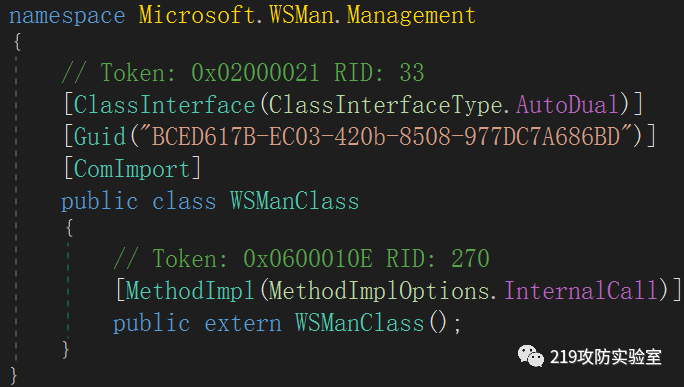 namespace Microsoft.WSMan.Management
{
// Token: 0x02000021 RID: 33
[ClassInterface(ClassInterfaceType.AutoDual)]
[Guid("BCED617B-EC03-420b-8508-977DC7A686BD")]
[ComImport]
public class WSManClass
{
// Token: 0x0600010E RID: 270
[MethodImpl(MethodImplOptions.InternalCall)]
public extern WSManClass();
}
}
219攻防实验室